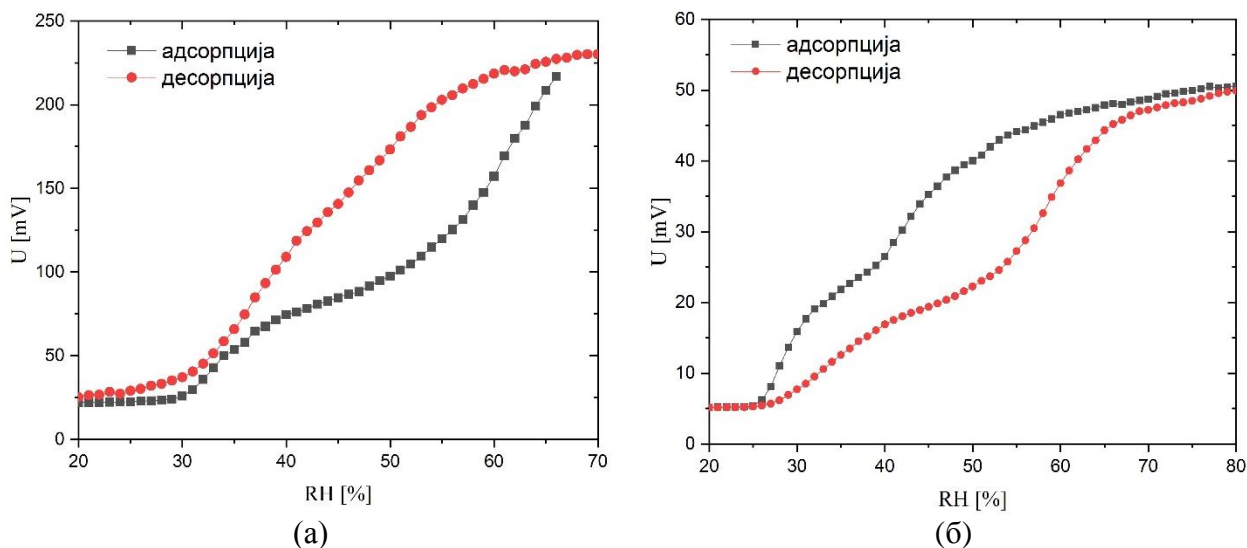 адсорпција
десорпција
U [mV]
250
200
150
100
50
0
20 30 40 50 60 70
RH [%]
(а)
адсорпција
десорпција
U [mV]
60
50
40
30
20
10
0
20 30 40 50 60 70 80
RH [%]
(б)